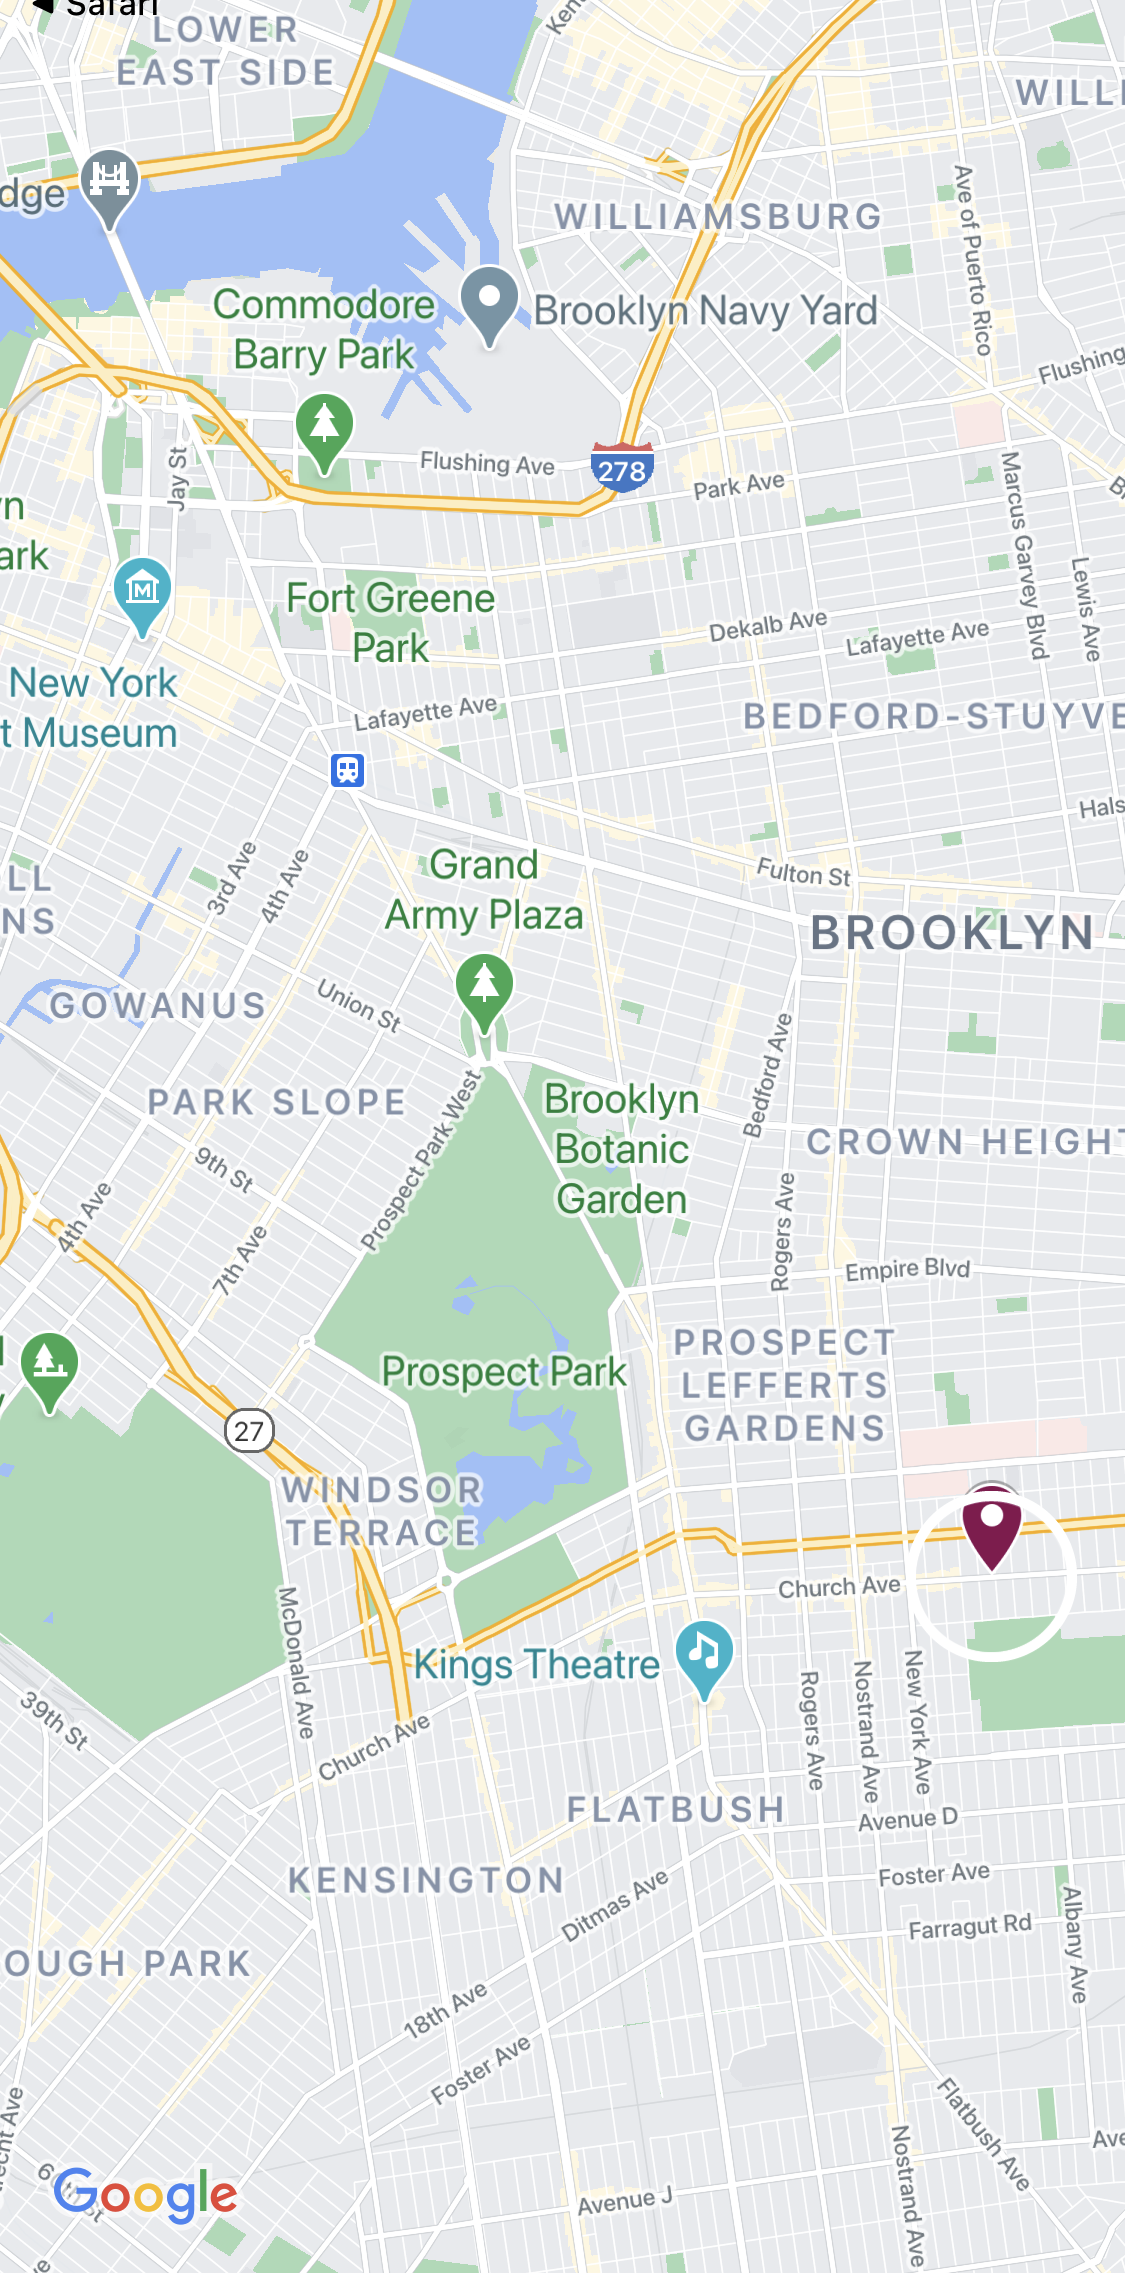 Safari
LOWER
EAST SIDE
WILLI
dge
WILLIAMSBURG
Ave of Puerto Rico
Commodore
Barry Park
Brooklyn Navy Yard
Flushing
Jay St
Flushing Ave
278
Park Ave
Marcus Garvey Blvd
Lewis Ave
yn
ark
M
Fort Greene
Park
Dekalb Ave
Lafayette Ave
New York
t Museum
Lafayette Ave
BEDFORD-STUYVE
Hals
3rd Ave
4th Ave
Grand
Army Plaza
Fulton St
LL
NS
BROOKLYN
GOWANUS
Union St
Bedford Ave
PARK SLOPE
Prospect Park West
Brooklyn
Botanic
Garden
CROWN HEIGHT
9th St
4th Ave
7th Ave
Rogers Ave
Empire Blvd
PROSPECT
LEFFERTS
GARDENS
Prospect Park
27
WINDSOR
TERRACE
Church Ave
McDonald Ave
Kings Theatre
39th St
Church Ave
Rogers Ave
Nostrand Ave
New York Ave
FLATBUSH
Avenue D
KENSINGTON
Foster Ave
Ditmas Ave
Farragut Rd
Albany Ave
OUGH PARK
18th Ave
Foster Ave
Flatbush Ave
Nostrand Ave
Ave
Google
Avenue J